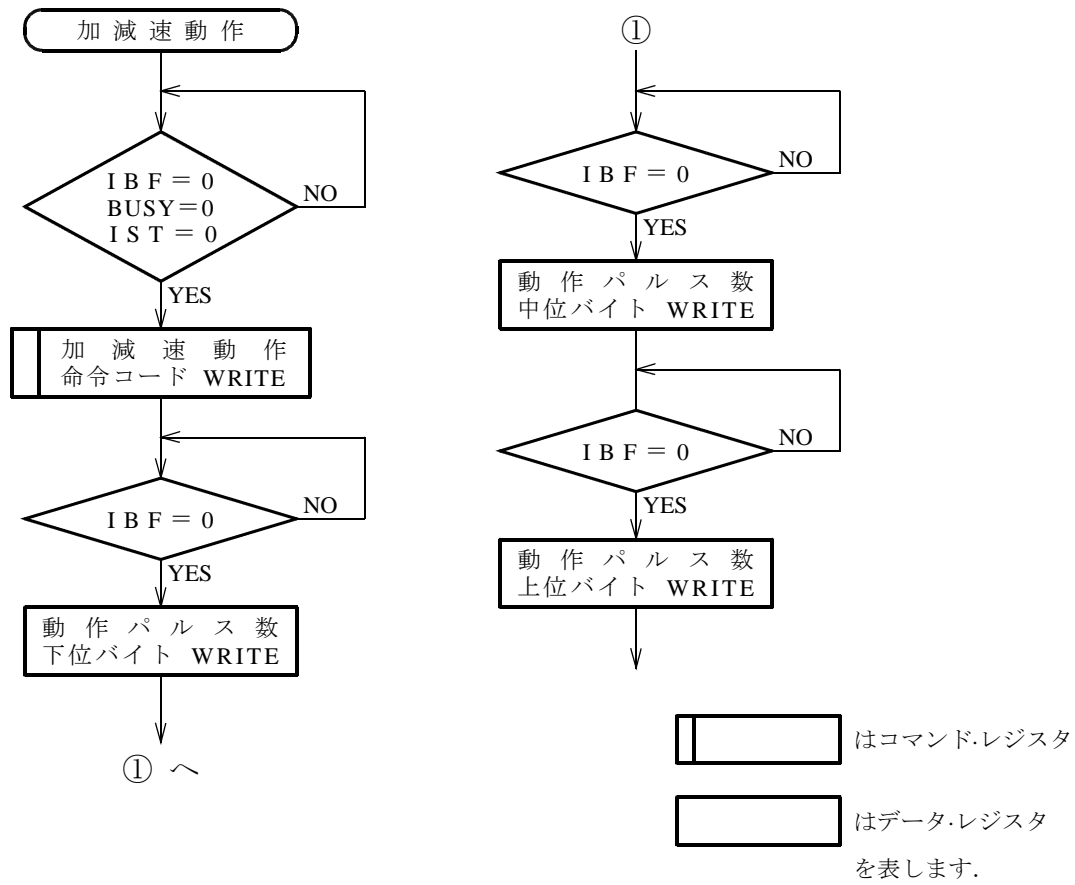 加減速動作
IBF=0
BUSY=0
IST=0
NO
YES
加減速動作
命令コード WRITE
IBF=0
NO
YES
動作パルス数
下位バイト WRITE
① へ
①
IBF=0
NO
YES
動作パルス数
中位バイト WRITE
IBF=0
NO
YES
動作パルス数
上位バイト WRITE
はコマンド・レジスタ
はデータ・レジスタ
を表します.